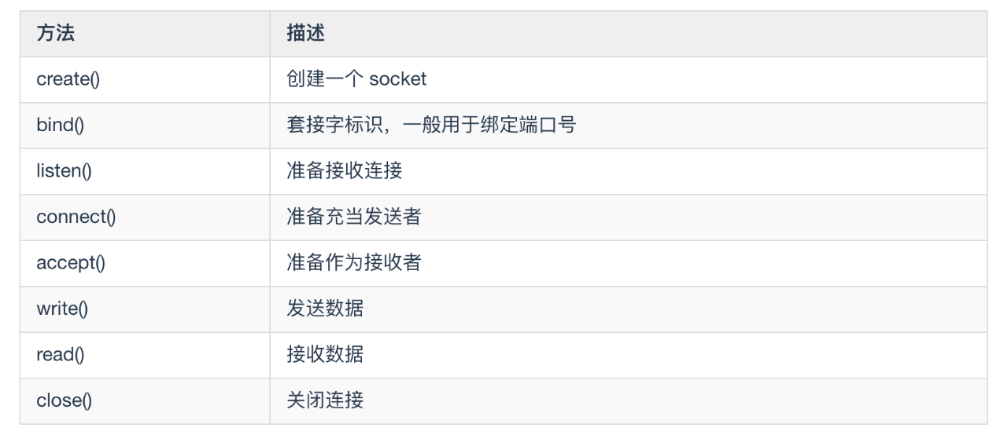 方法 描述
create() 创建一个 socket
bind() 套接字标识，一般用于绑定端口号
listen() 准备接收连接
connect() 准备充当发送者
accept() 准备作为接收者
write() 发送数据
read() 接收数据
close() 关闭连接